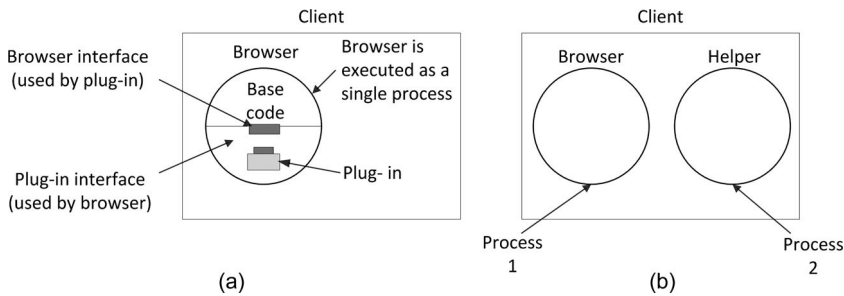 Client
Browser interface
(used by plug-in)
Browser
Browser is
executed as a
single process
Base
code
Plug-in interface
(used by browser)
Plug- in
(a)
Client
Browser
Helper
Process
1
Process
2
(b)